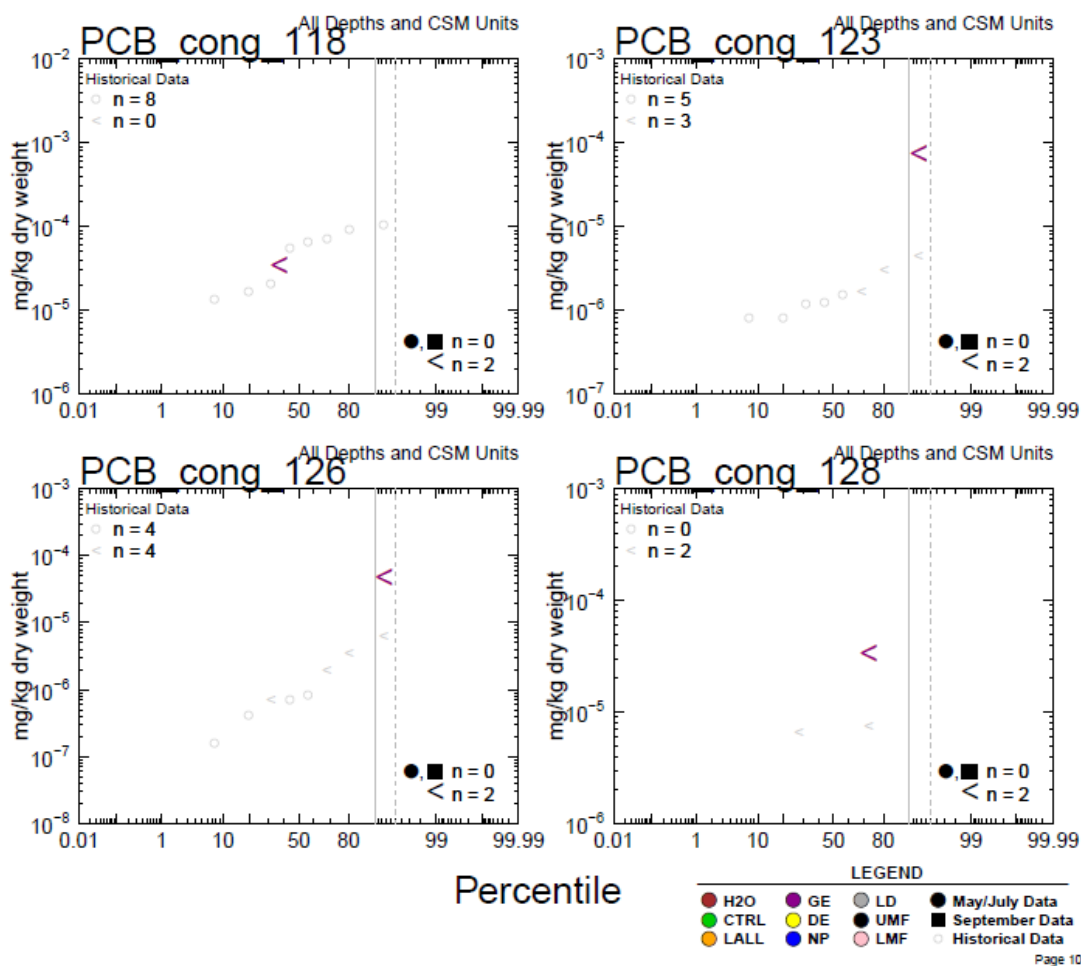 All Depths and CSM Units
PCB_cong_118
10-2
10-3
10-4
10-5
10-6
mg/kg dry weight
Historical Data
○ n = 8
< n = 0
●, ■ n = 0
< n = 2
0.01 1 10 50 80 99 99.99
All Depths and CSM Units
PCB_cong_123
10-3
10-4
10-5
10-6
10-7
mg/kg dry weight
Historical Data
○ n = 5
< n = 3
●, ■ n = 0
< n = 2
0.01 1 10 50 80 99 99.99
All Depths and CSM Units
PCB_cong_126
10-3
10-4
10-5
10-6
10-7
10-8
mg/kg dry weight
Historical Data
○ n = 4
< n = 4
●, ■ n = 0
< n = 2
0.01 1 10 50 80 99 99.99
All Depths and CSM Units
PCB_cong_128
10-3
10-4
10-5
10-6
mg/kg dry weight
Historical Data
○ n = 0
< n = 2
●, ■ n = 0
< n = 2
0.01 1 10 50 80 99 99.99
Percentile
LEGEND
H2O GE LD May/July Data
CTRL DE UMF September Data
LALL NP LMF Historical Data
Page 10